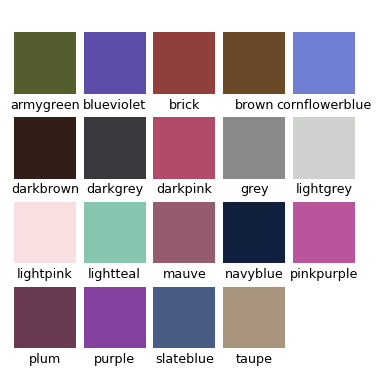 armygreen blueviolet brick brown cornflowerblue
darkbrown darkgrey darkpink grey lightgrey
lightpink lightteal mauve navyblue pinkpurple
plum purple slateblue taupe